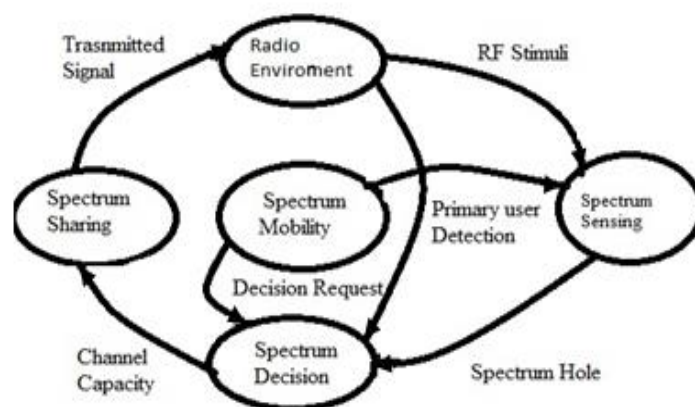 Trasnmitted
Signal
Radio
Enviroment
RF Stimuli
Spectrum
Sharing
Spectrum
Mobility
Primary user
Detection
Spectrum
Sensing
Decision Request
Channel
Capacity
Spectrum
Decision
Spectrum Hole